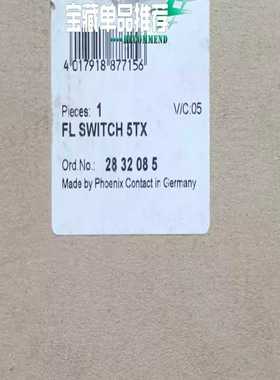 宝藏单品推荐
RECOMMEND
4 017918 877156
Pieces: 1
V/C:05
FL SWITCH 5TX
Ord.No.: 28 32 08 5
Made by Phoenix Contact in Germany